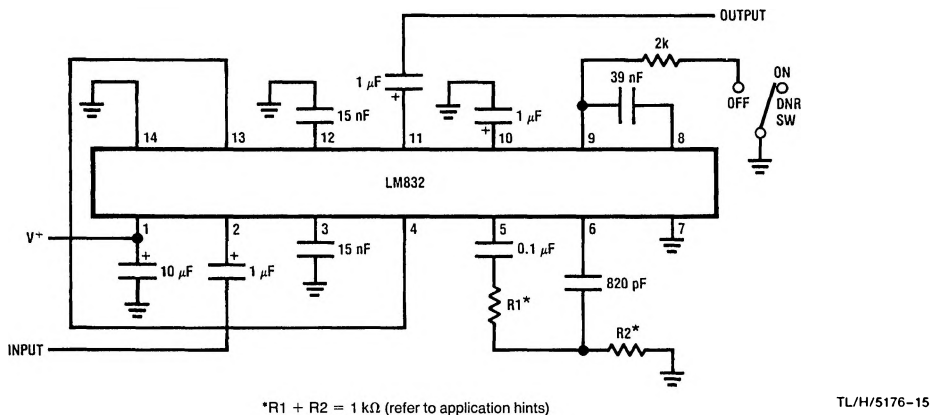 OUTPUT
2k
39 nF
ON
OFF
DNR
SW
1 µF
+
15 nF
1 µF
+
14
13
12
11
10
9
8
LM832
1
2
3
4
5
6
7
V+
+
10 µF
+
1 µF
15 nF
0.1 µF
820 pF
R1*
R2*
INPUT
*R1 + R2 = 1 kΩ (refer to application hints)
TL/H/5176-15